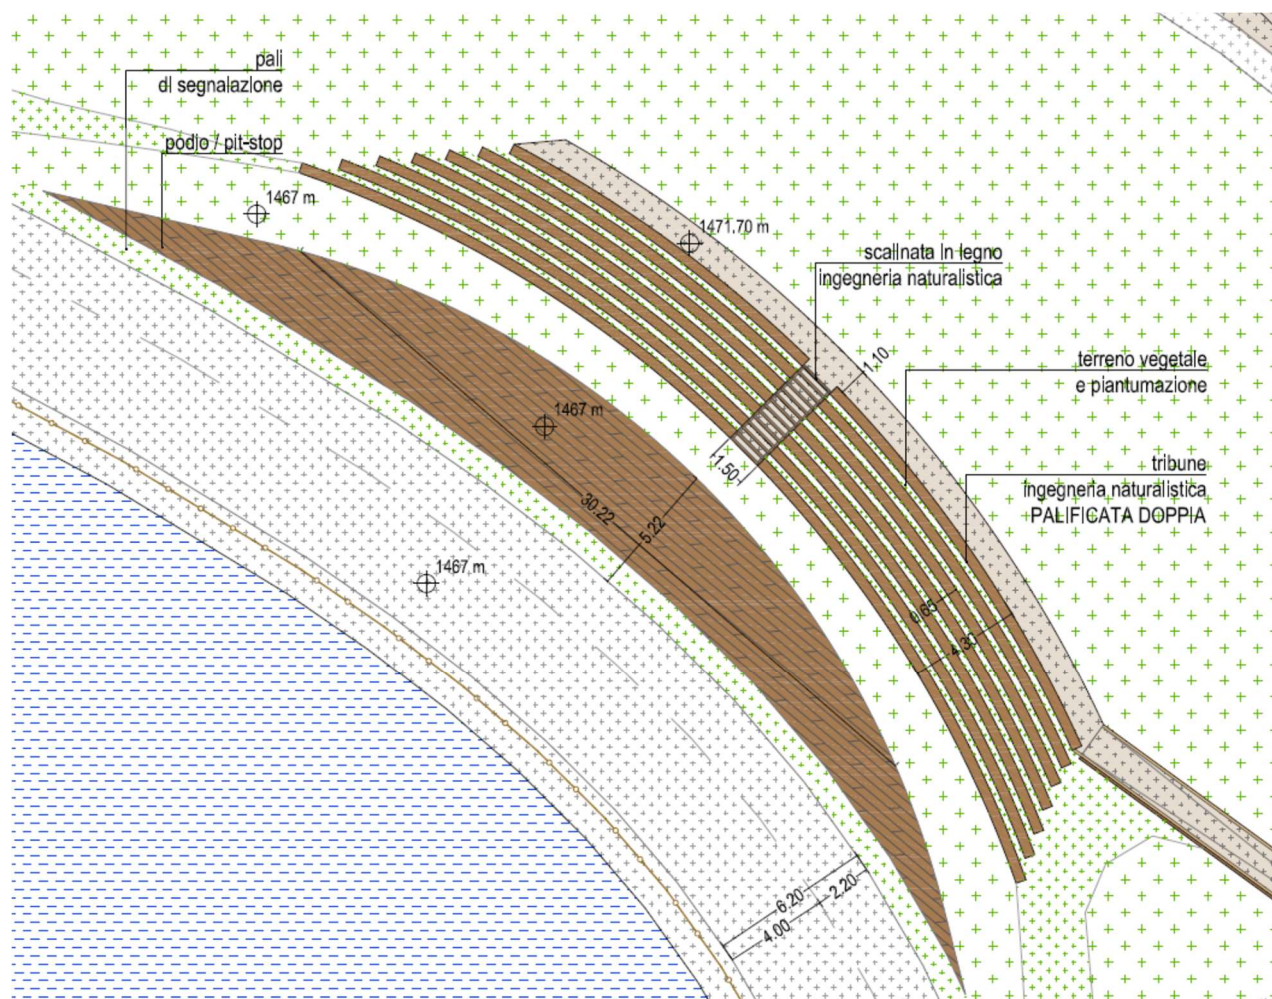 pali
di segnalazione
podio / pit-stop
1467 m
1471.70 m
scalinata in legno
ingegneria naturalistica
1.10
terreno vegetale
e piantumazione
1467 m
1.50
tribune
ingegneria naturalistica
PALIFICATA DOPPIA
30.22
5.22
1467 m
0.65
4.30
6.20
2.20
4.00